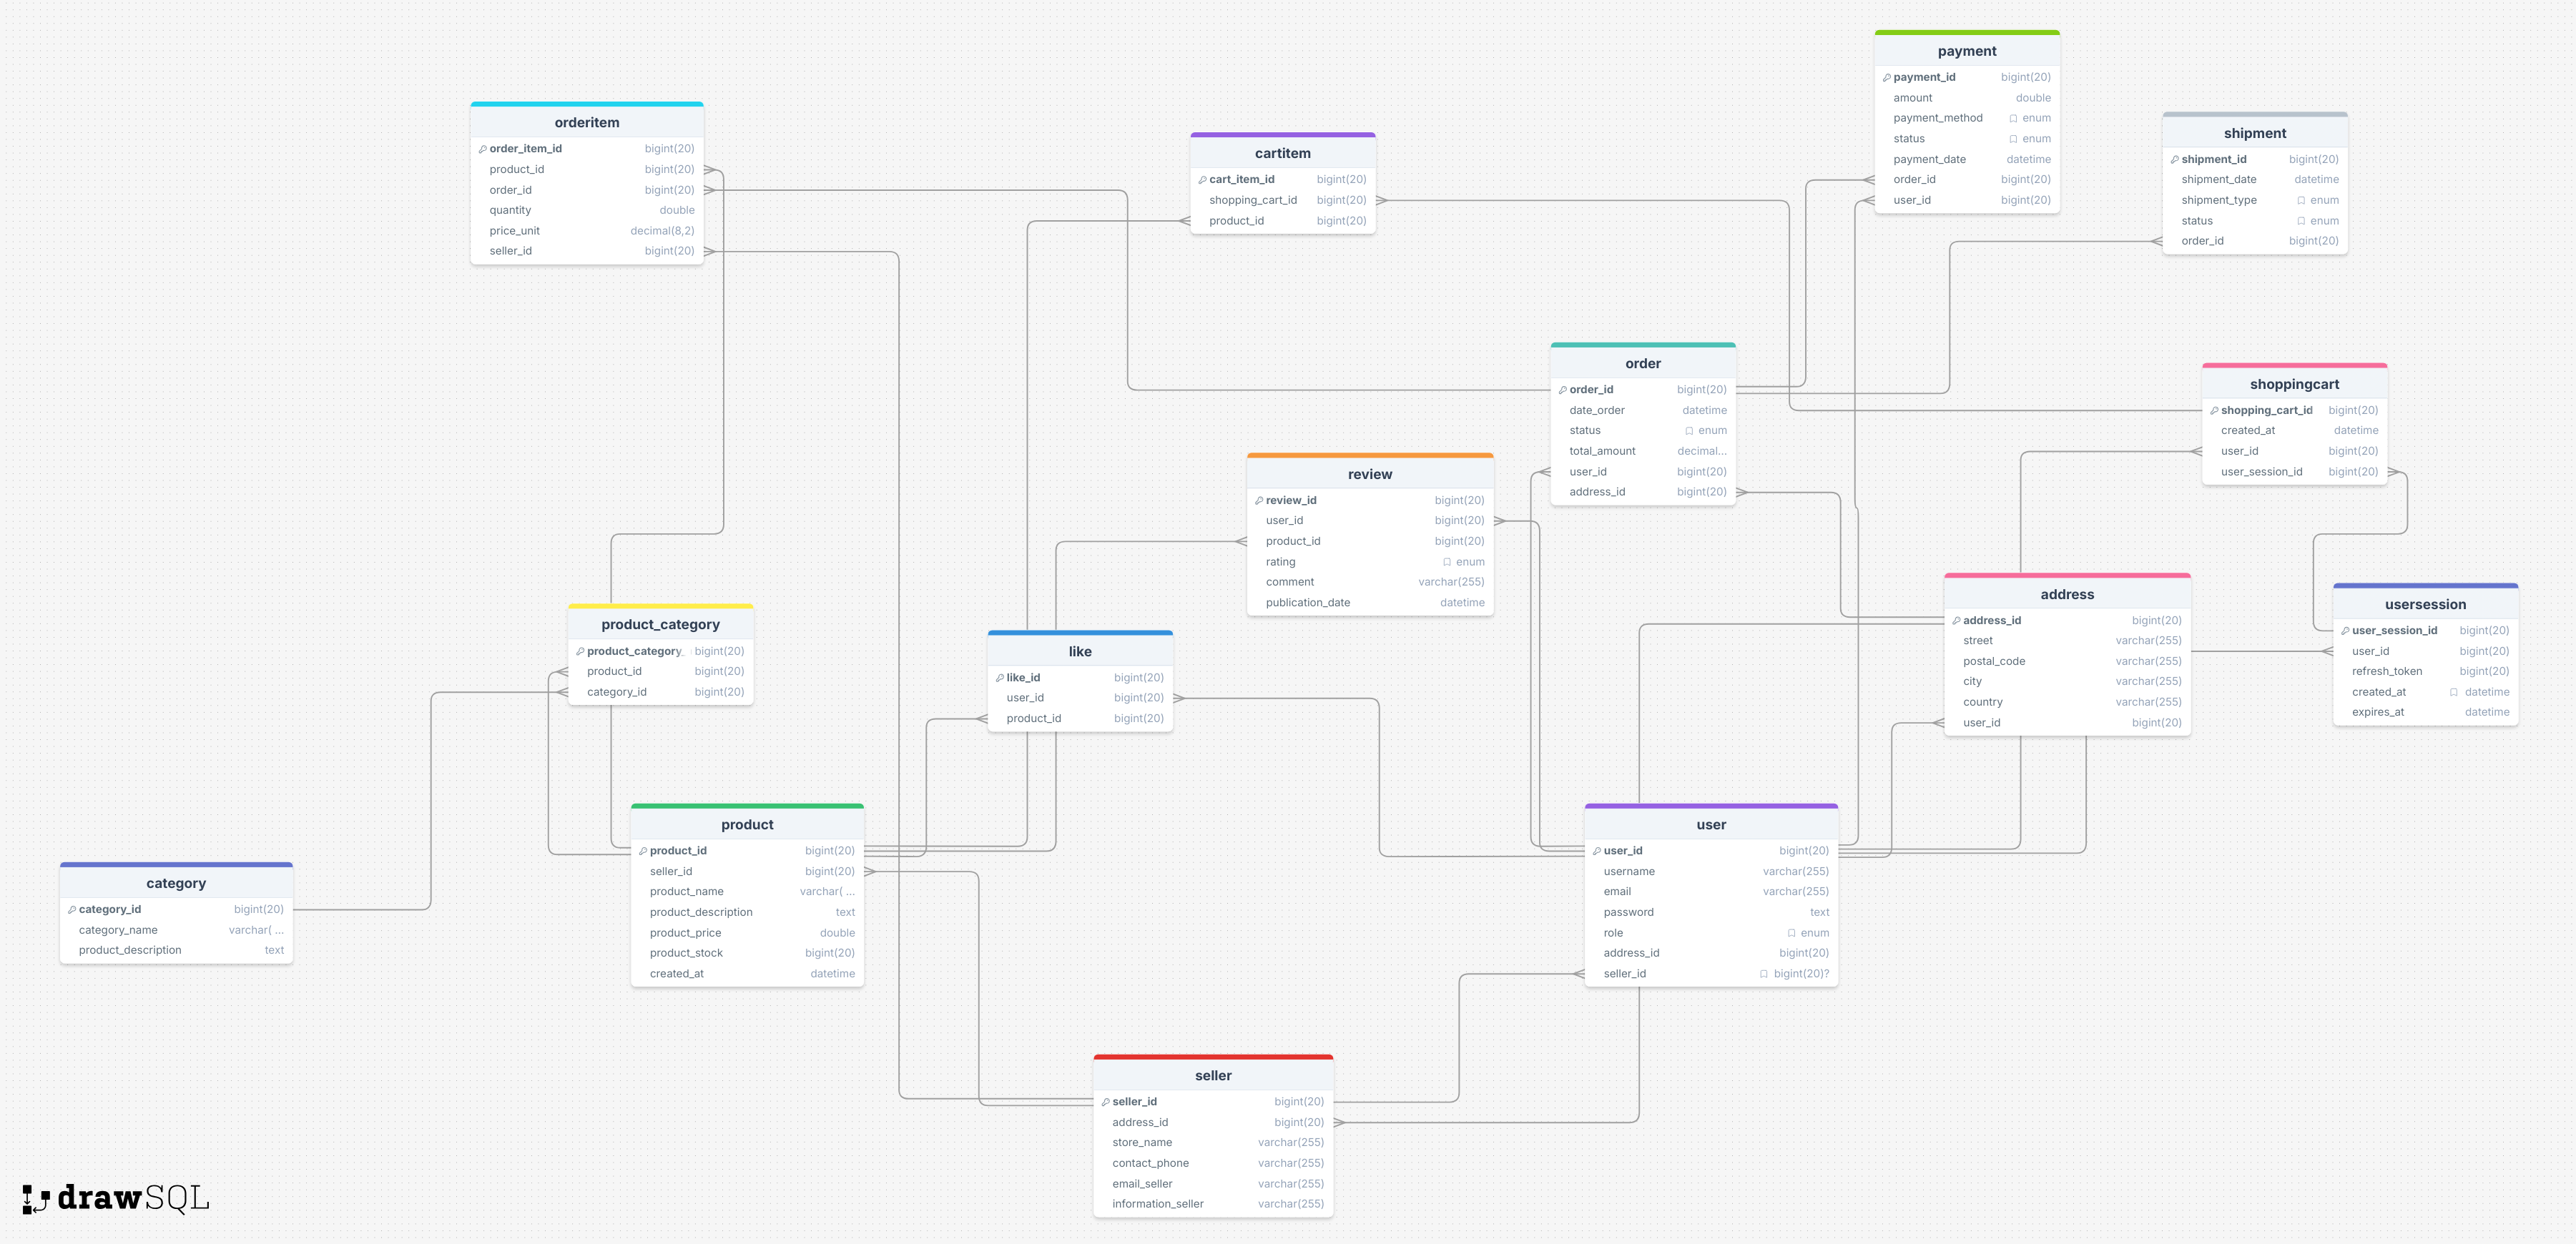 payment
payment_id bigint(20)
amount double
payment_method enum
status enum
payment_date datetime
order_id bigint(20)
user_id bigint(20)
orderitem
order_item_id bigint(20)
product_id bigint(20)
order_id bigint(20)
quantity double
price_unit decimal(8,2)
seller_id bigint(20)
shipment
shipment_id bigint(20)
shipment_date datetime
shipment_type enum
status enum
order_id bigint(20)
cartitem
cart_item_id bigint(20)
shopping_cart_id bigint(20)
product_id bigint(20)
order
order_id bigint(20)
date_order datetime
status enum
total_amount decimal...
user_id bigint(20)
address_id bigint(20)
shoppingcart
shopping_cart_id bigint(20)
created_at datetime
user_id bigint(20)
user_session_id bigint(20)
review
review_id bigint(20)
user_id bigint(20)
product_id bigint(20)
rating enum
comment varchar(255)
publication_date datetime
address
address_id bigint(20)
street varchar(255)
postal_code varchar(255)
city varchar(255)
country varchar(255)
user_id bigint(20)
usersession
user_session_id bigint(20)
user_id bigint(20)
refresh_token bigint(20)
created_at datetime
expires_at datetime
product_category
product_category_ bigint(20)
product_id bigint(20)
category_id bigint(20)
like
like_id bigint(20)
user_id bigint(20)
product_id bigint(20)
product
product_id bigint(20)
seller_id bigint(20)
product_name varchar( ...
product_description text
product_price double
product_stock bigint(20)
created_at datetime
user
user_id bigint(20)
username varchar(255)
email varchar(255)
password text
role enum
address_id bigint(20)
seller_id bigint(20)?
category
category_id bigint(20)
category_name varchar( ...
product_description text
seller
seller_id bigint(20)
address_id bigint(20)
store_name varchar(255)
contact_phone varchar(255)
email_seller varchar(255)
information_seller varchar(255)
drawSQL